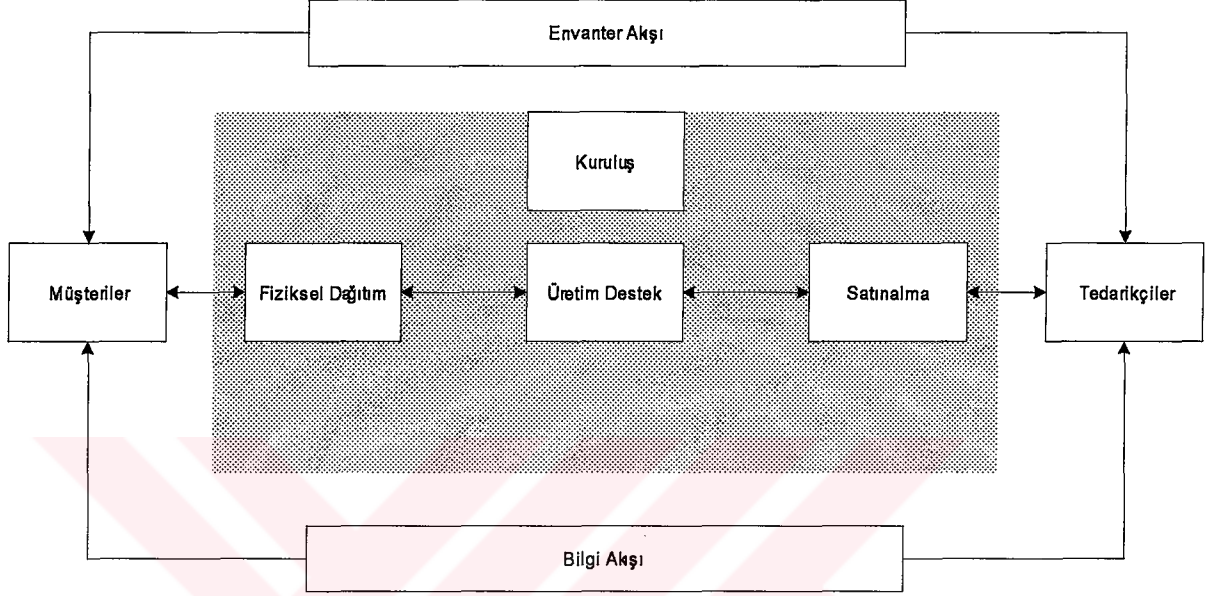 Envanter Akışı
Kuruluş
Müşteriler
Fiziksel Dağıtım
Üretim Destek
Satınalma
Tedarikçiler
Bilgi Akışı